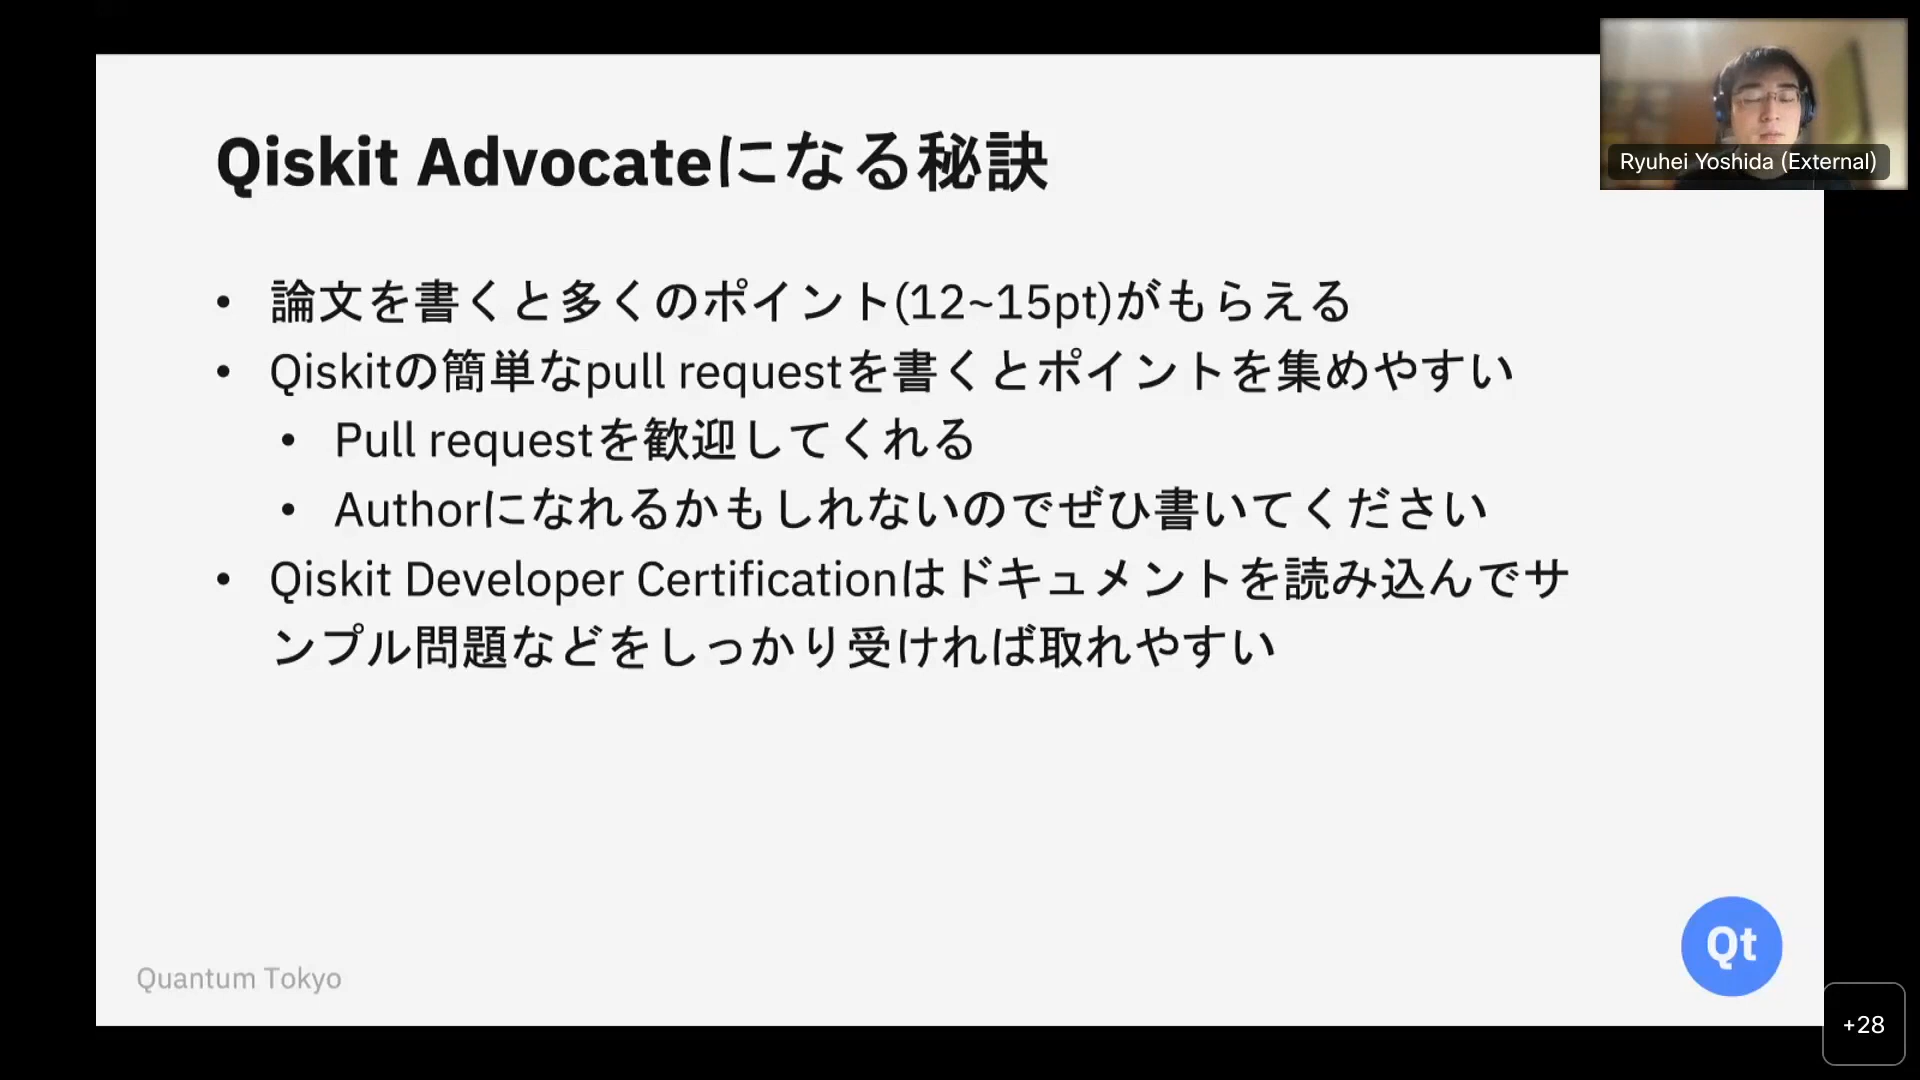 Qiskit Advocateになる秘訣
Ryuhei Yoshida (External)
• 論文を書くと多くのポイント(12~15pt)がもらえる
• Qiskitの簡単なpull requestを書くとポイントを集めやすい
• Pull requestを歓迎してくれる
• Authorになれるかもしれないのでぜひ書いてください
• Qiskit Developer Certificationはドキュメントを読み込んでサ
ンプル問題などをしっかり受ければ取れやすい
Quantum Tokyo
Qt
+28